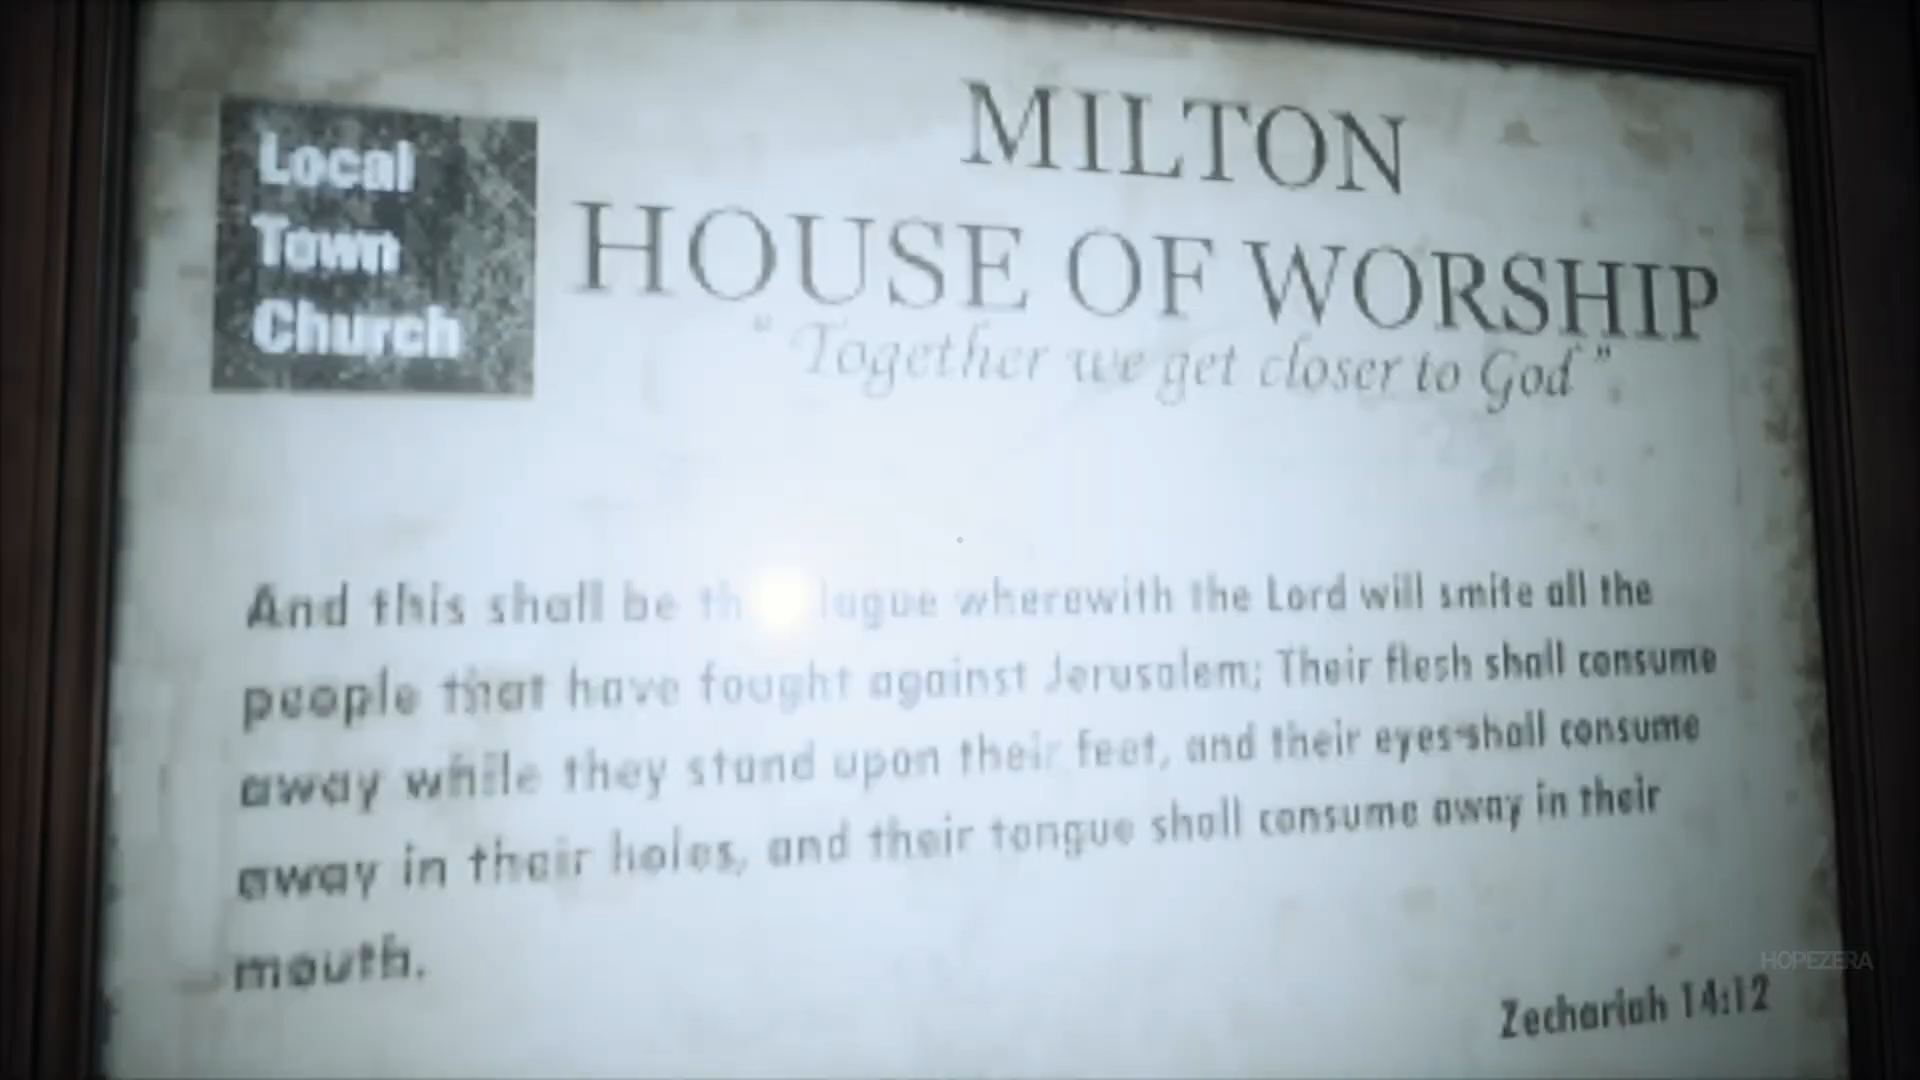 Local
Town
Church
MILTON
HOUSE OF WORSHIP
"Together we get closer to God"
And this shall be th lague wherewith the Lord will smite all the
people that have fought against Jerusalem; Their flesh shall consume
away while they stand upon their feet, and their eyes shall consume
away in their holes, and their tongue shall consume away in their
mouth.
Zechariah 14:12
HOPEZERA